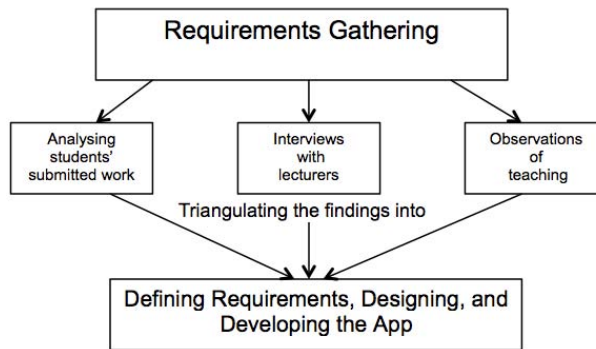 Requirements Gathering
Analysing
students'
submitted work
Interviews
with
lecturers
Observations
of
teaching
Triangulating the findings into
Defining Requirements, Designing, and
Developing the App